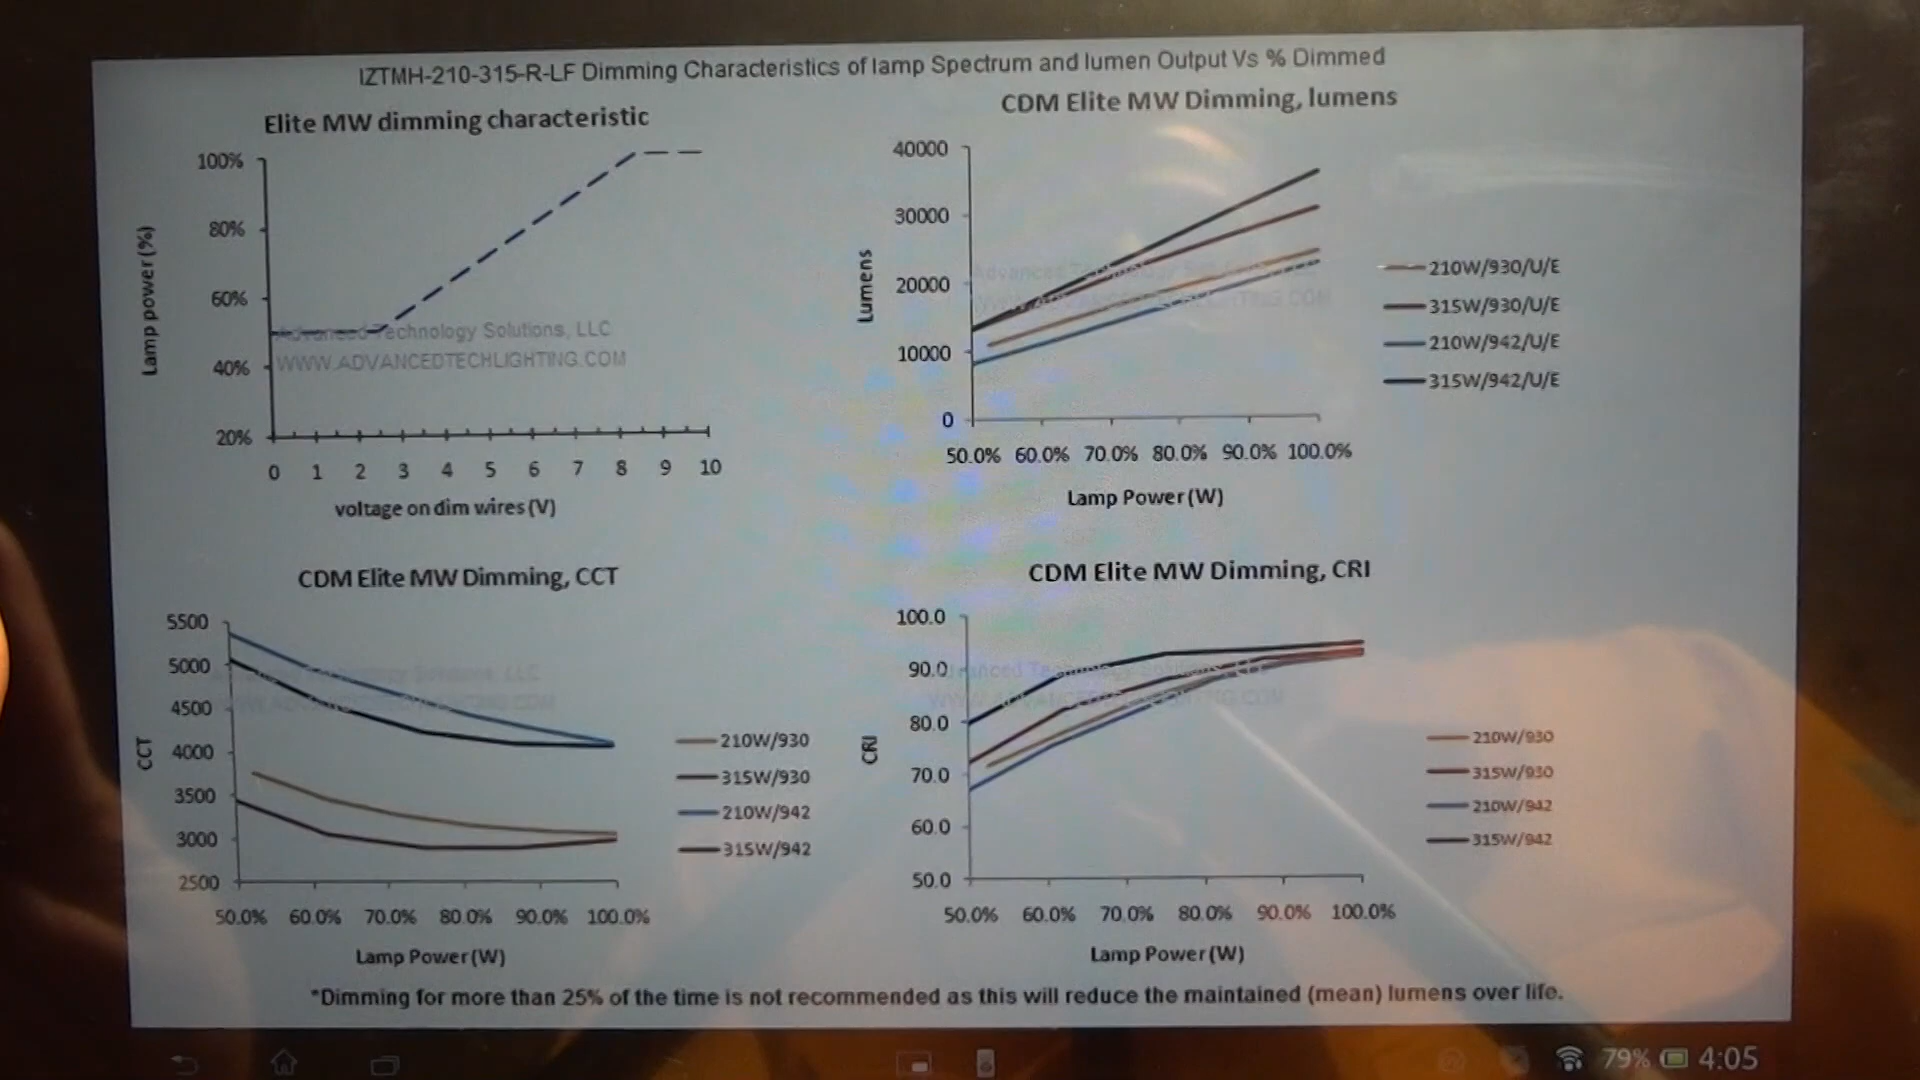 IZTMH-210-315-R-LF Dimming Characteristics of lamp Spectrum and lumen Output Vs % Dimmed
Elite MW dimming characteristic
100%
80%
60%
40%
20%
Lamp power (%)
Advanced Technology Solutions, LLC
WWW.ADVANCEDTECHLIGHTING.COM
0 1 2 3 4 5 6 7 8 9 10
voltage on dim wires (V)
CDM Elite MW Dimming, lumens
40000
30000
20000
10000
0
Lumens
50.0% 60.0% 70.0% 80.0% 90.0% 100.0%
Lamp Power (W)
210W/930/U/E
315W/930/U/E
210W/942/U/E
315W/942/U/E
CDM Elite MW Dimming, CCT
5500
5000
4500
4000
3500
3000
2500
CCT
50.0% 60.0% 70.0% 80.0% 90.0% 100.0%
Lamp Power (W)
210W/930
315W/930
210W/942
315W/942
CDM Elite MW Dimming, CRI
100.0
90.0
80.0
70.0
60.0
50.0
CRI
50.0% 60.0% 70.0% 80.0% 90.0% 100.0%
Lamp Power (W)
210W/930
315W/930
210W/942
315W/942
*Dimming for more than 25% of the time is not recommended as this will reduce the maintained (mean) lumens over life.
79% 4:05